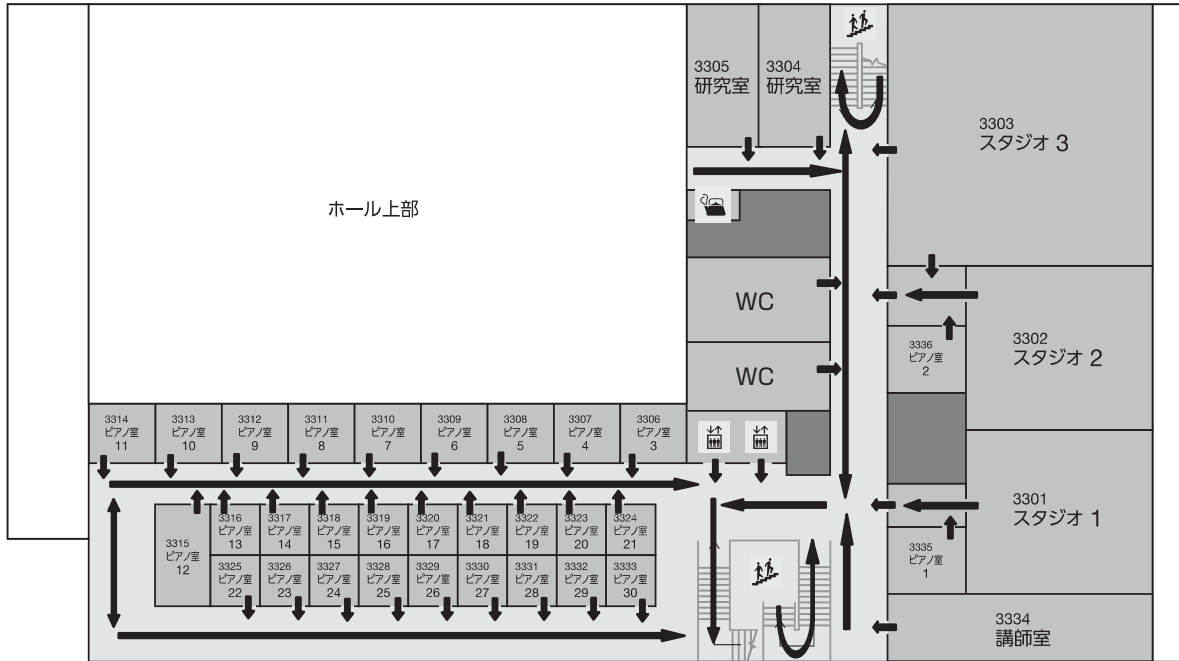 3305
研究室
3304
研究室
3303
スタジオ 3
ホール上部
WC
WC
3336
ピアノ室
2
3302
スタジオ 2
3314
ピアノ室
11
3313
ピアノ室
10
3312
ピアノ室
9
3311
ピアノ室
8
3310
ピアノ室
7
3309
ピアノ室
6
3308
ピアノ室
5
3307
ピアノ室
4
3306
ピアノ室
3
3301
スタジオ 1
3315
ピアノ室
12
3316
ピアノ室
13
3317
ピアノ室
14
3318
ピアノ室
15
3319
ピアノ室
16
3320
ピアノ室
17
3321
ピアノ室
18
3322
ピアノ室
19
3323
ピアノ室
20
3324
ピアノ室
21
3325
ピアノ室
22
3326
ピアノ室
23
3327
ピアノ室
24
3328
ピアノ室
25
3329
ピアノ室
26
3330
ピアノ室
27
3331
ピアノ室
28
3332
ピアノ室
29
3333
ピアノ室
30
3335
ピアノ室
1
3334
講師室